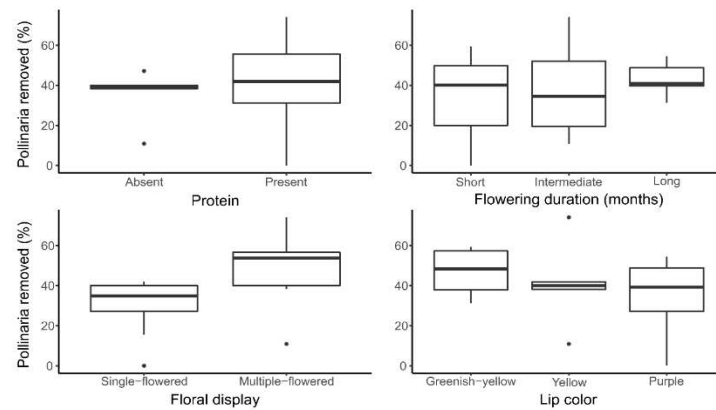 Pollinaria removed (%)
60
40
20
0
Absent
Present
Protein
60
40
20
0
Short
Intermediate
Long
Flowering duration (months)
Pollinaria removed (%)
60
40
20
0
Single-flowered
Multiple-flowered
Floral display
60
40
20
0
Greenish-yellow
Yellow
Purple
Lip color